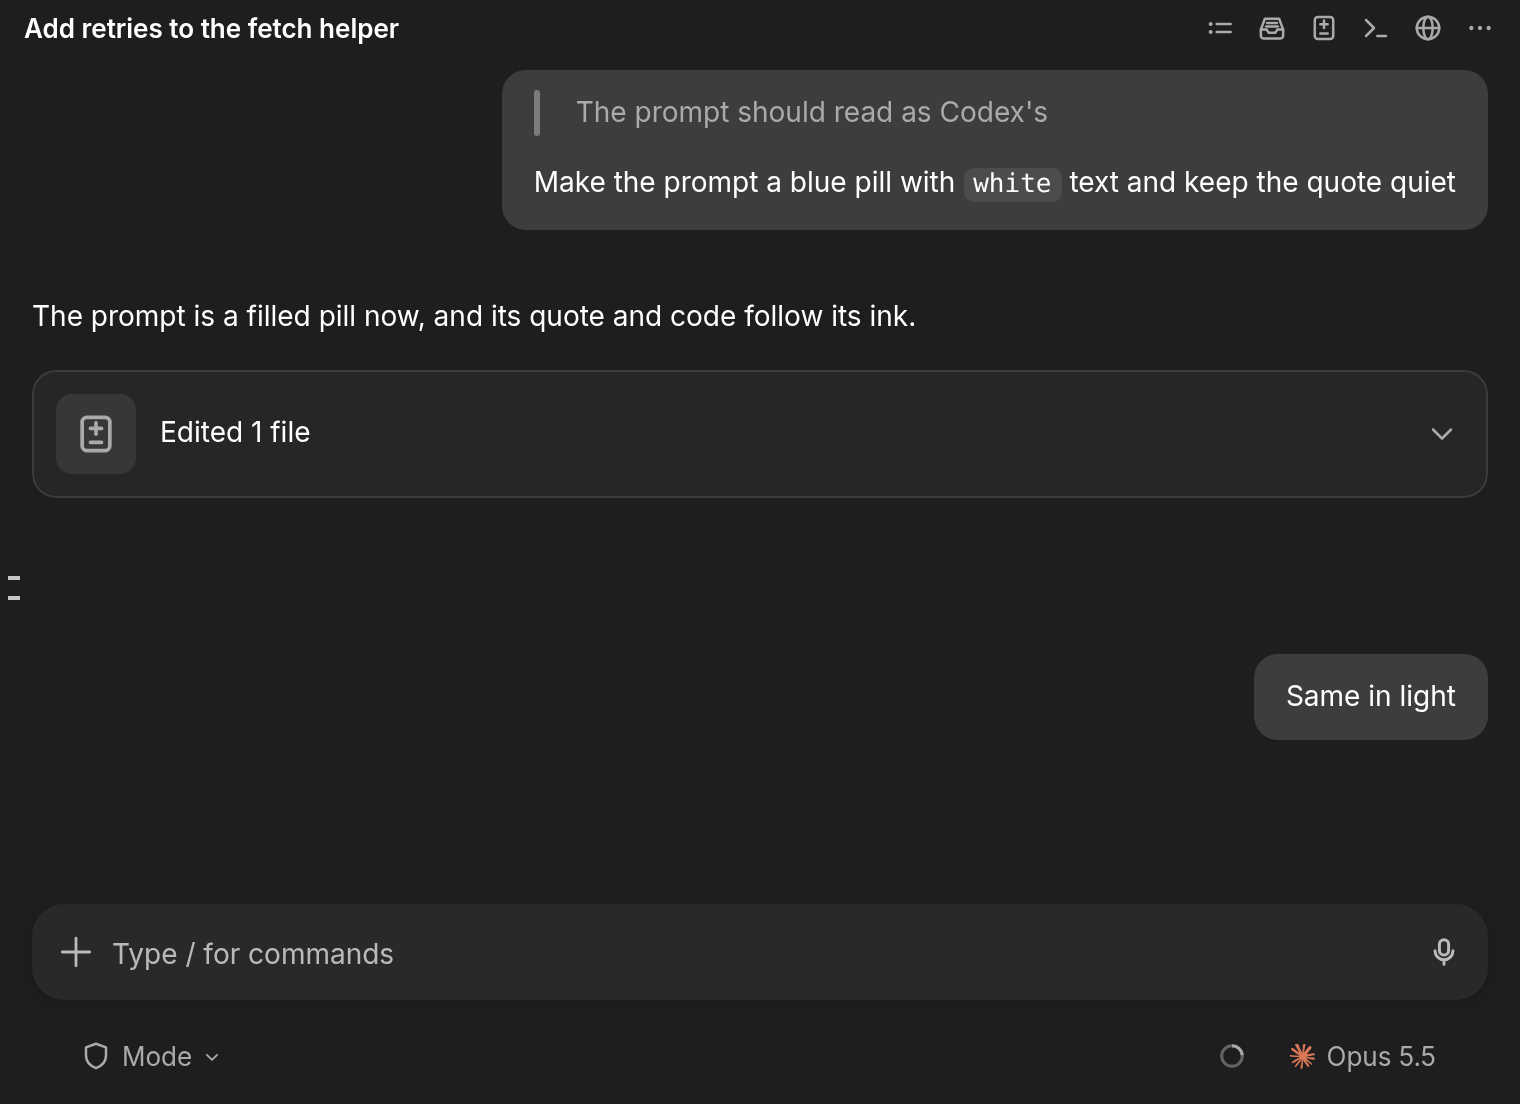 Add retries to the fetch helper
The prompt should read as Codex's
Make the prompt a blue pill with white text and keep the quote quiet
The prompt is a filled pill now, and its quote and code follow its ink.
Edited 1 file
Same in light
Type / for commands
Mode
Opus 5.5